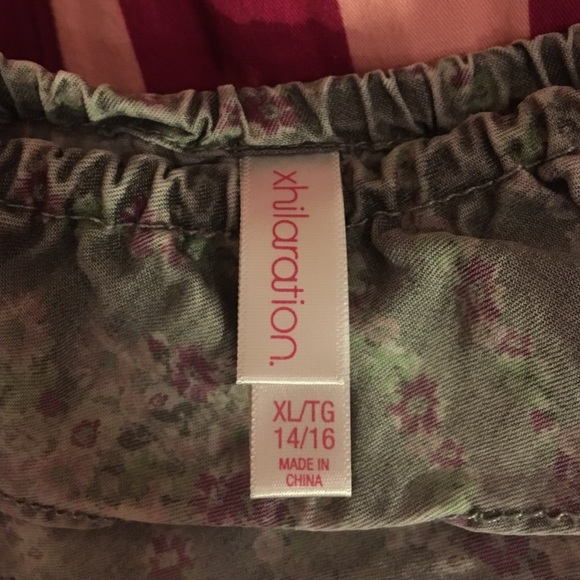 xhilaration.
XL/TG
14/16
MADE IN
CHINA